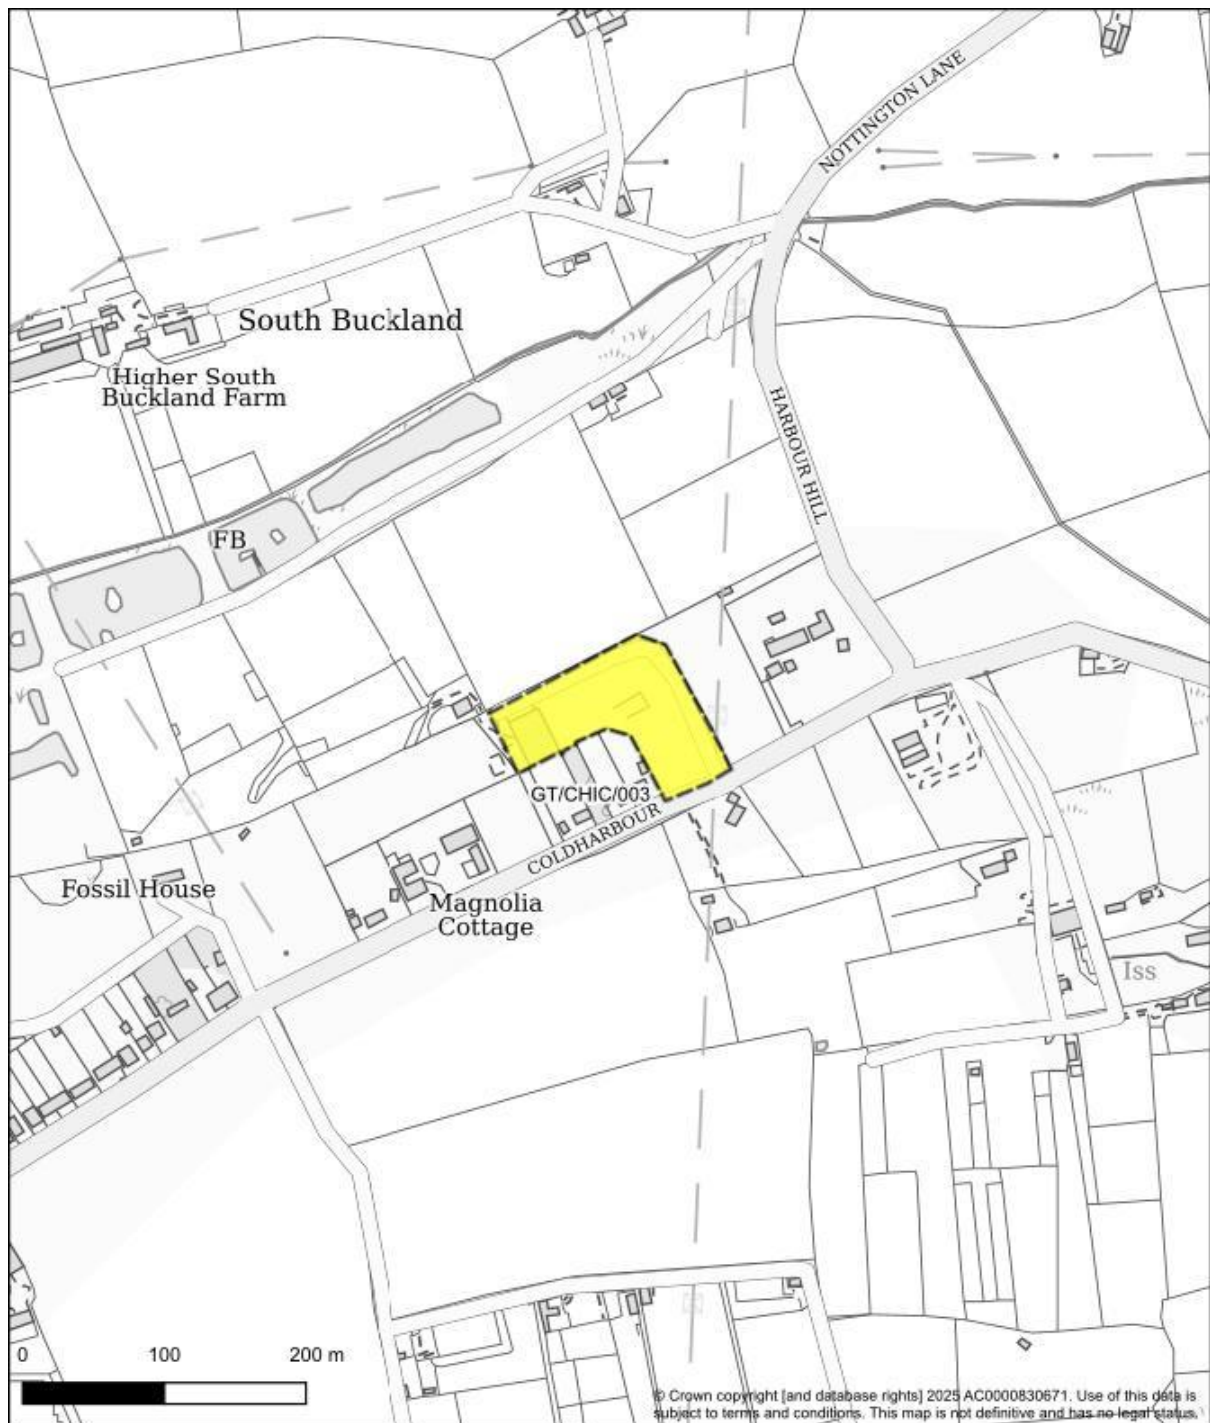 NOTTINGTON LANE
South Buckland
Higher South
Buckland Farm
HARBOUR HILL
FB
GT/CHIC/003
COLDHARBOUR
Fossil House
Magnolia
Cottage
Iss
0 100 200 m
© Crown copyright [and database rights] 2025 AC0000830671. Use of this data is
subject to terms and conditions. This map is not definitive and has no legal status.